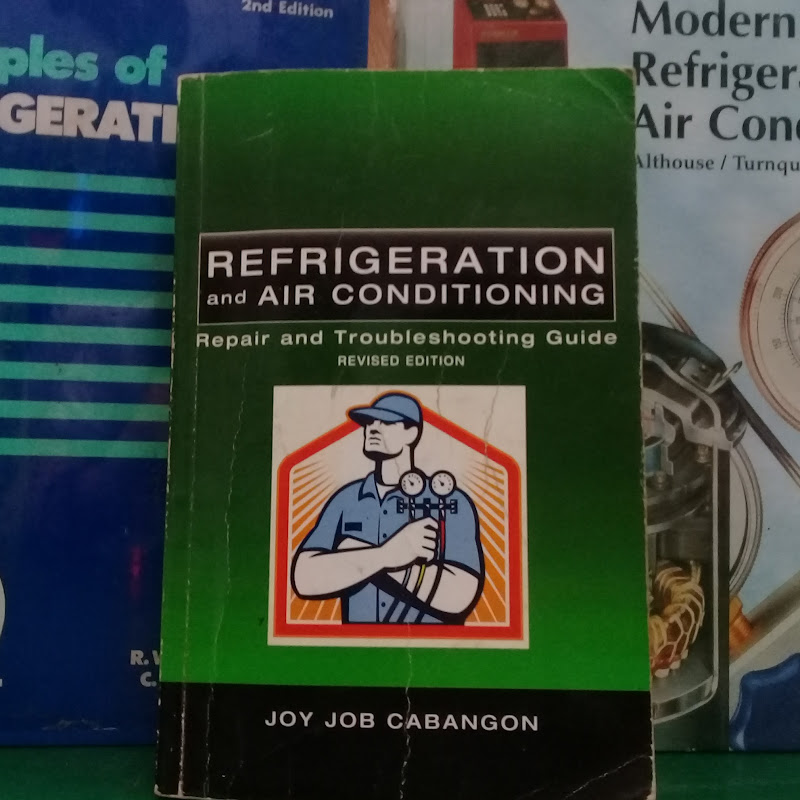 2nd Edition
ples of
GERATI
REFRIGERATION
and AIR CONDITIONING
Repair and Troubleshooting Guide
REVISED EDITION
JOY JOB CABANGON
R.
C.
Modern
Refriger
Air Con
Althouse / Turnqu